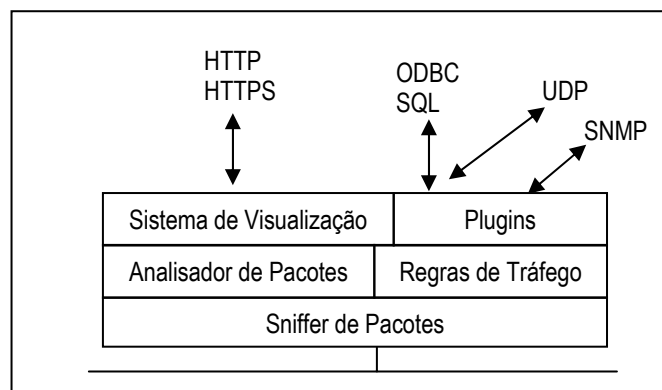 HTTP
HTTPS
ODBC
SQL
UDP
SNMP
Sistema de Visualização
Plugins
Analisador de Pacotes
Regras de Tráfego
Sniffer de Pacotes